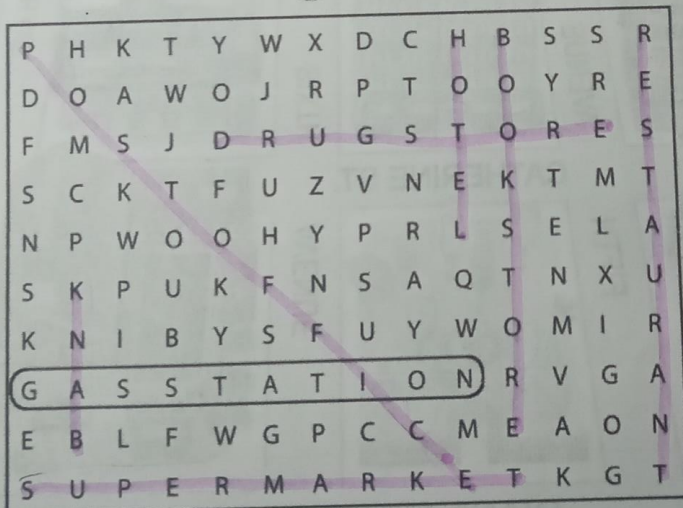 P H K T Y W X D C H B S S R
D O A W O J R P T O O Y R E
F M S J D R U G S T O R E S
S C K T F U Z V N E K T M T
N P W O O H Y P R L S E L A
S K P U K F N S A Q T N X U
K N I B Y S F U Y W O M I R
G A S S T A T I O N R V G A
E B L F W G P C C M E A O N
S U P E R M A R K E T K G T